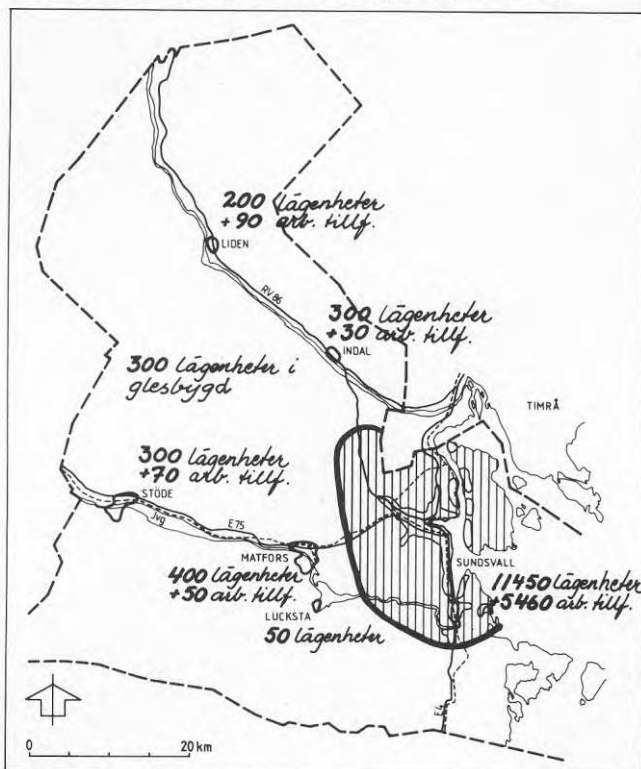 200 lägenheter
+90 arb. tillf.
LIDEN
RV 86
300 lägenheter
+30 arb. tillf.
INDAL
300 lägenheter i
glesbygd
TIMRÅ
300 lägenheter
+70 arb. tillf.
STÖDE
Jvg
E 75
MATFORS
400 lägenheter
+50 arb. tillf.
SUNDSVALL
11450 lägenheter
+5460 arb. tillf.
LUCKSTA
50 lägenheter
E4
0 20 km